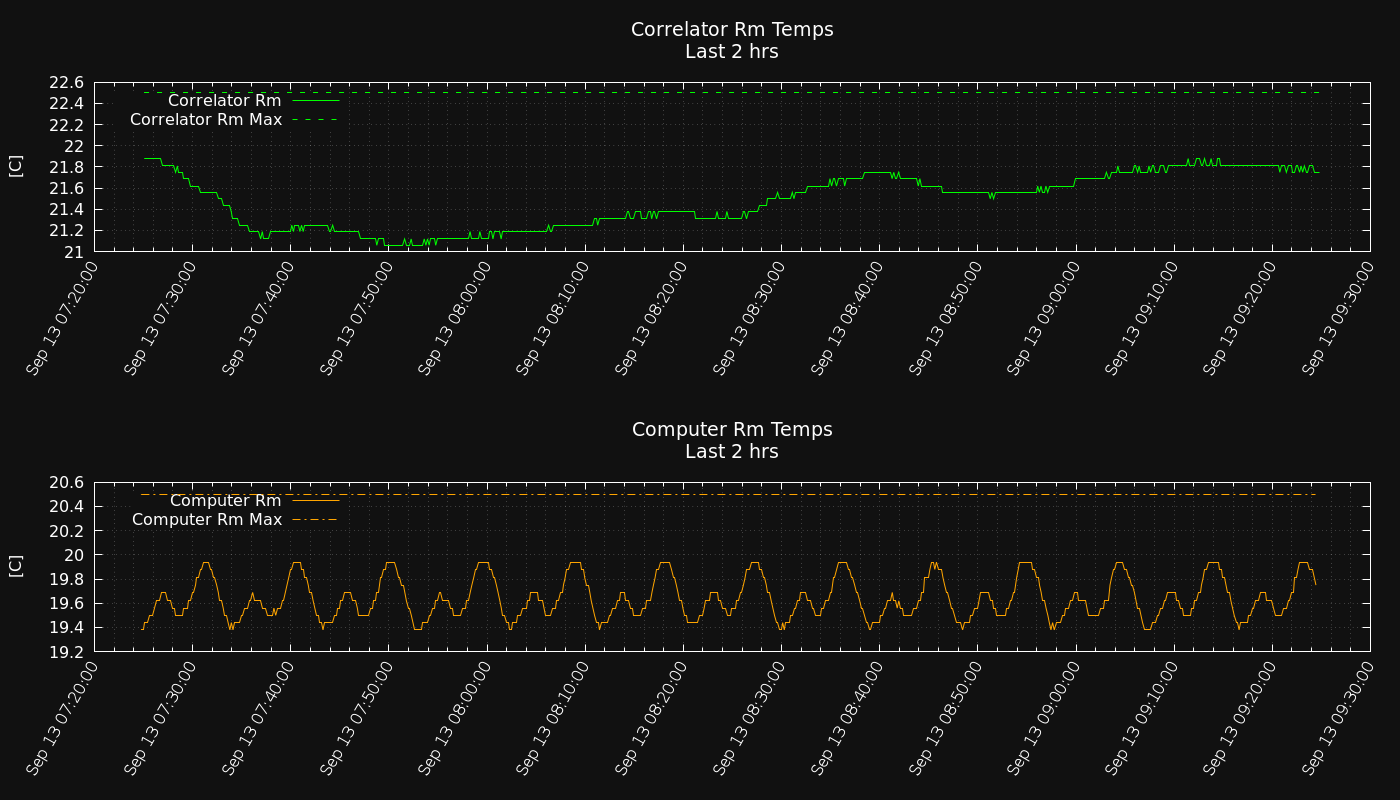 Correlator Rm Temps
Last 2 hrs
[C]
22.6
22.4
22.2
22
21.8
21.6
21.4
21.2
21
Correlator Rm
Correlator Rm Max
Sep 13 07:20:00
Sep 13 07:30:00
Sep 13 07:40:00
Sep 13 07:50:00
Sep 13 08:00:00
Sep 13 08:10:00
Sep 13 08:20:00
Sep 13 08:30:00
Sep 13 08:40:00
Sep 13 08:50:00
Sep 13 09:00:00
Sep 13 09:10:00
Sep 13 09:20:00
Sep 13 09:30:00
Computer Rm Temps
Last 2 hrs
[C]
20.6
20.4
20.2
20
19.8
19.6
19.4
19.2
Computer Rm
Computer Rm Max
Sep 13 07:20:00
Sep 13 07:30:00
Sep 13 07:40:00
Sep 13 07:50:00
Sep 13 08:00:00
Sep 13 08:10:00
Sep 13 08:20:00
Sep 13 08:30:00
Sep 13 08:40:00
Sep 13 08:50:00
Sep 13 09:00:00
Sep 13 09:10:00
Sep 13 09:20:00
Sep 13 09:30:00